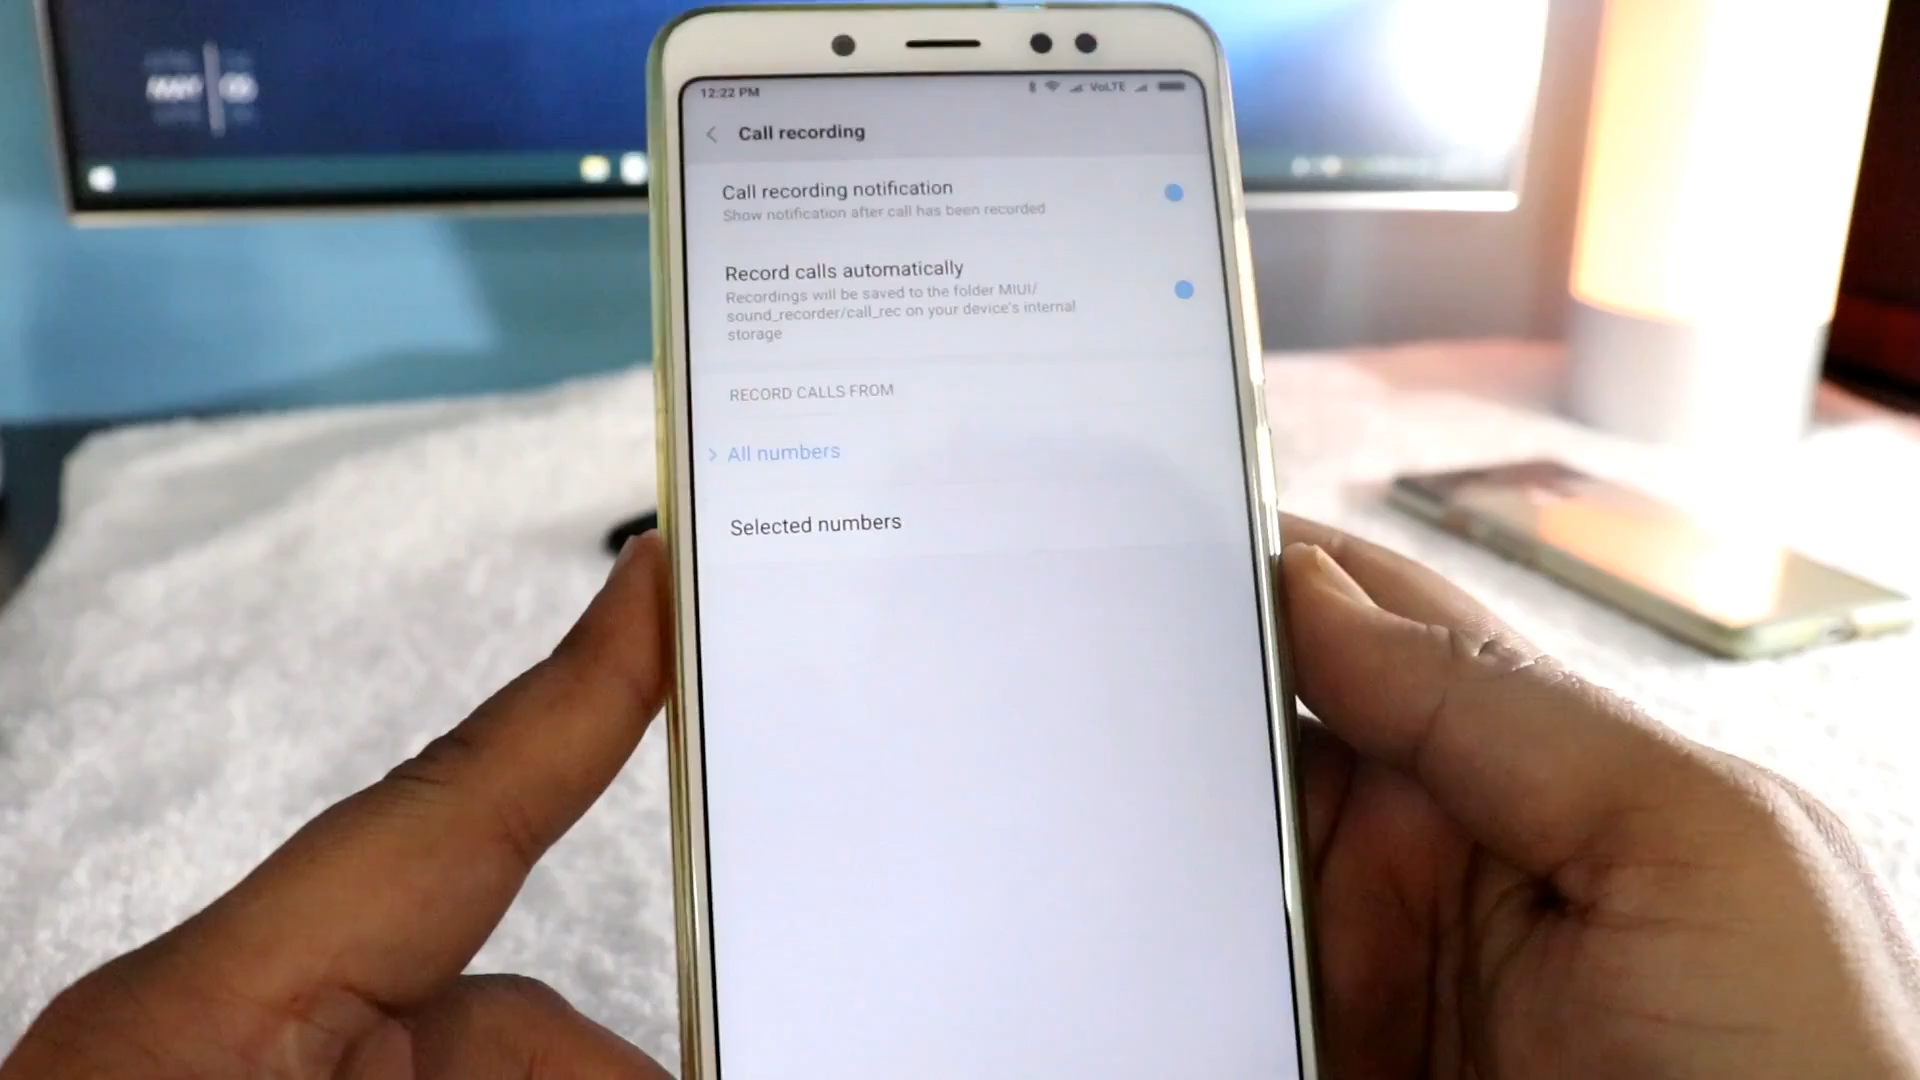 12:22 PM
VoLTE
Call recording
Call recording notification
Show notification after call has been recorded
Record calls automatically
Recordings will be saved to the folder MIUI/
sound_recorder/call_rec on your device's internal
storage
RECORD CALLS FROM
All numbers
Selected numbers